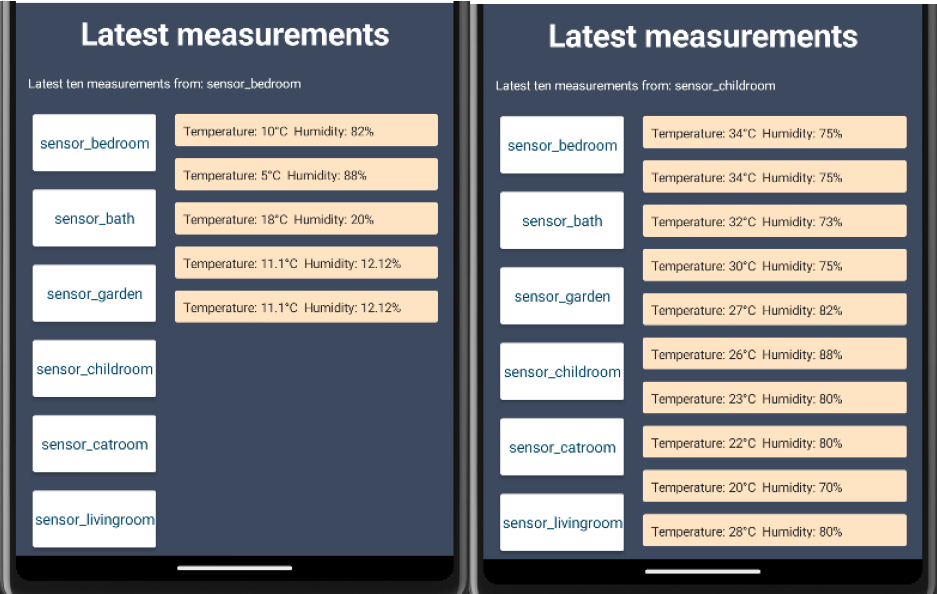 Latest measurements
Latest ten measurements from: sensor_bedroom
sensor_bedroom
sensor_bath
sensor_garden
sensor_childroom
sensor_catroom
sensor_livingroom
Temperature: 10°C Humidity: 82%
Temperature: 5°C Humidity: 88%
Temperature: 18°C Humidity: 20%
Temperature: 11.1°C Humidity: 12.12%
Temperature: 11.1°C Humidity: 12.12%
Latest measurements
Latest ten measurements from: sensor_childroom
sensor_bedroom
sensor_bath
sensor_garden
sensor_childroom
sensor_catroom
sensor_livingroom
Temperature: 34°C Humidity: 75%
Temperature: 34°C Humidity: 75%
Temperature: 32°C Humidity: 73%
Temperature: 30°C Humidity: 75%
Temperature: 27°C Humidity: 82%
Temperature: 26°C Humidity: 88%
Temperature: 23°C Humidity: 80%
Temperature: 22°C Humidity: 80%
Temperature: 20°C Humidity: 70%
Temperature: 28°C Humidity: 80%